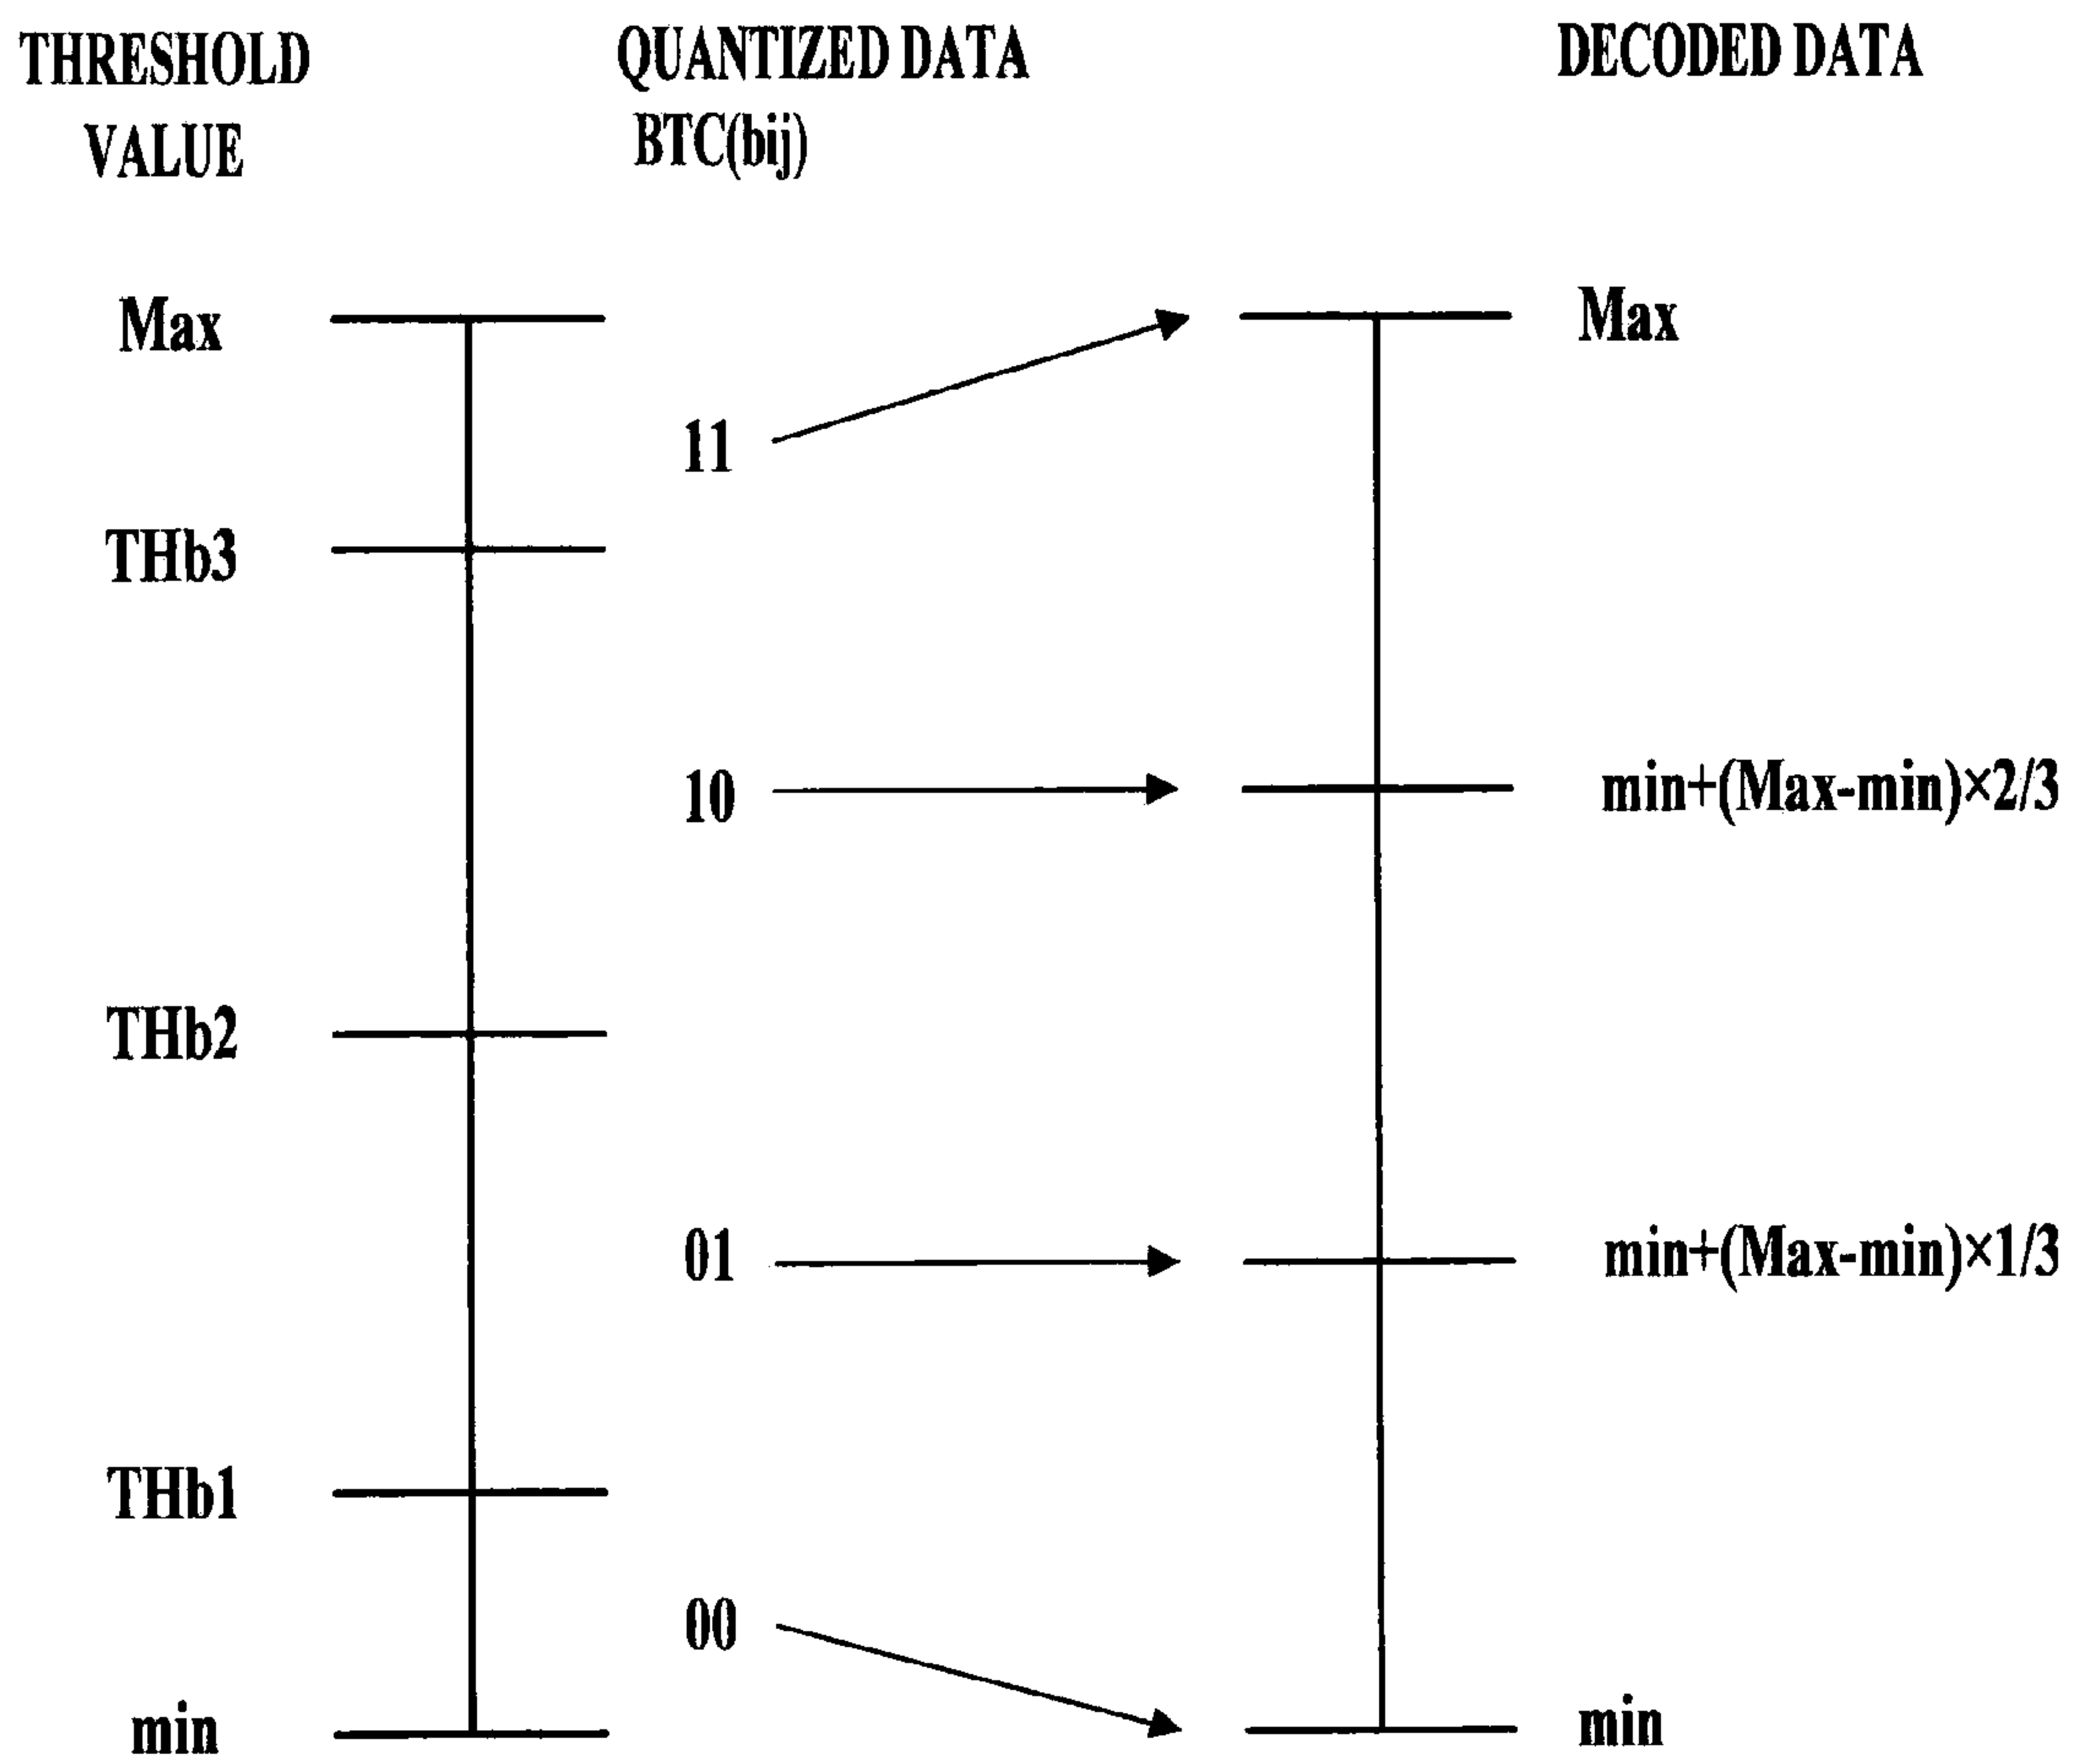 THRESHOLD
VALUE
QUANTIZED DATA
BTC(bij)
DECODED DATA
Max
Max
11
THb3
10
min+(Max-min)×2/3
THb2
01
min+(Max-min)×1/3
THb1
00
min
min